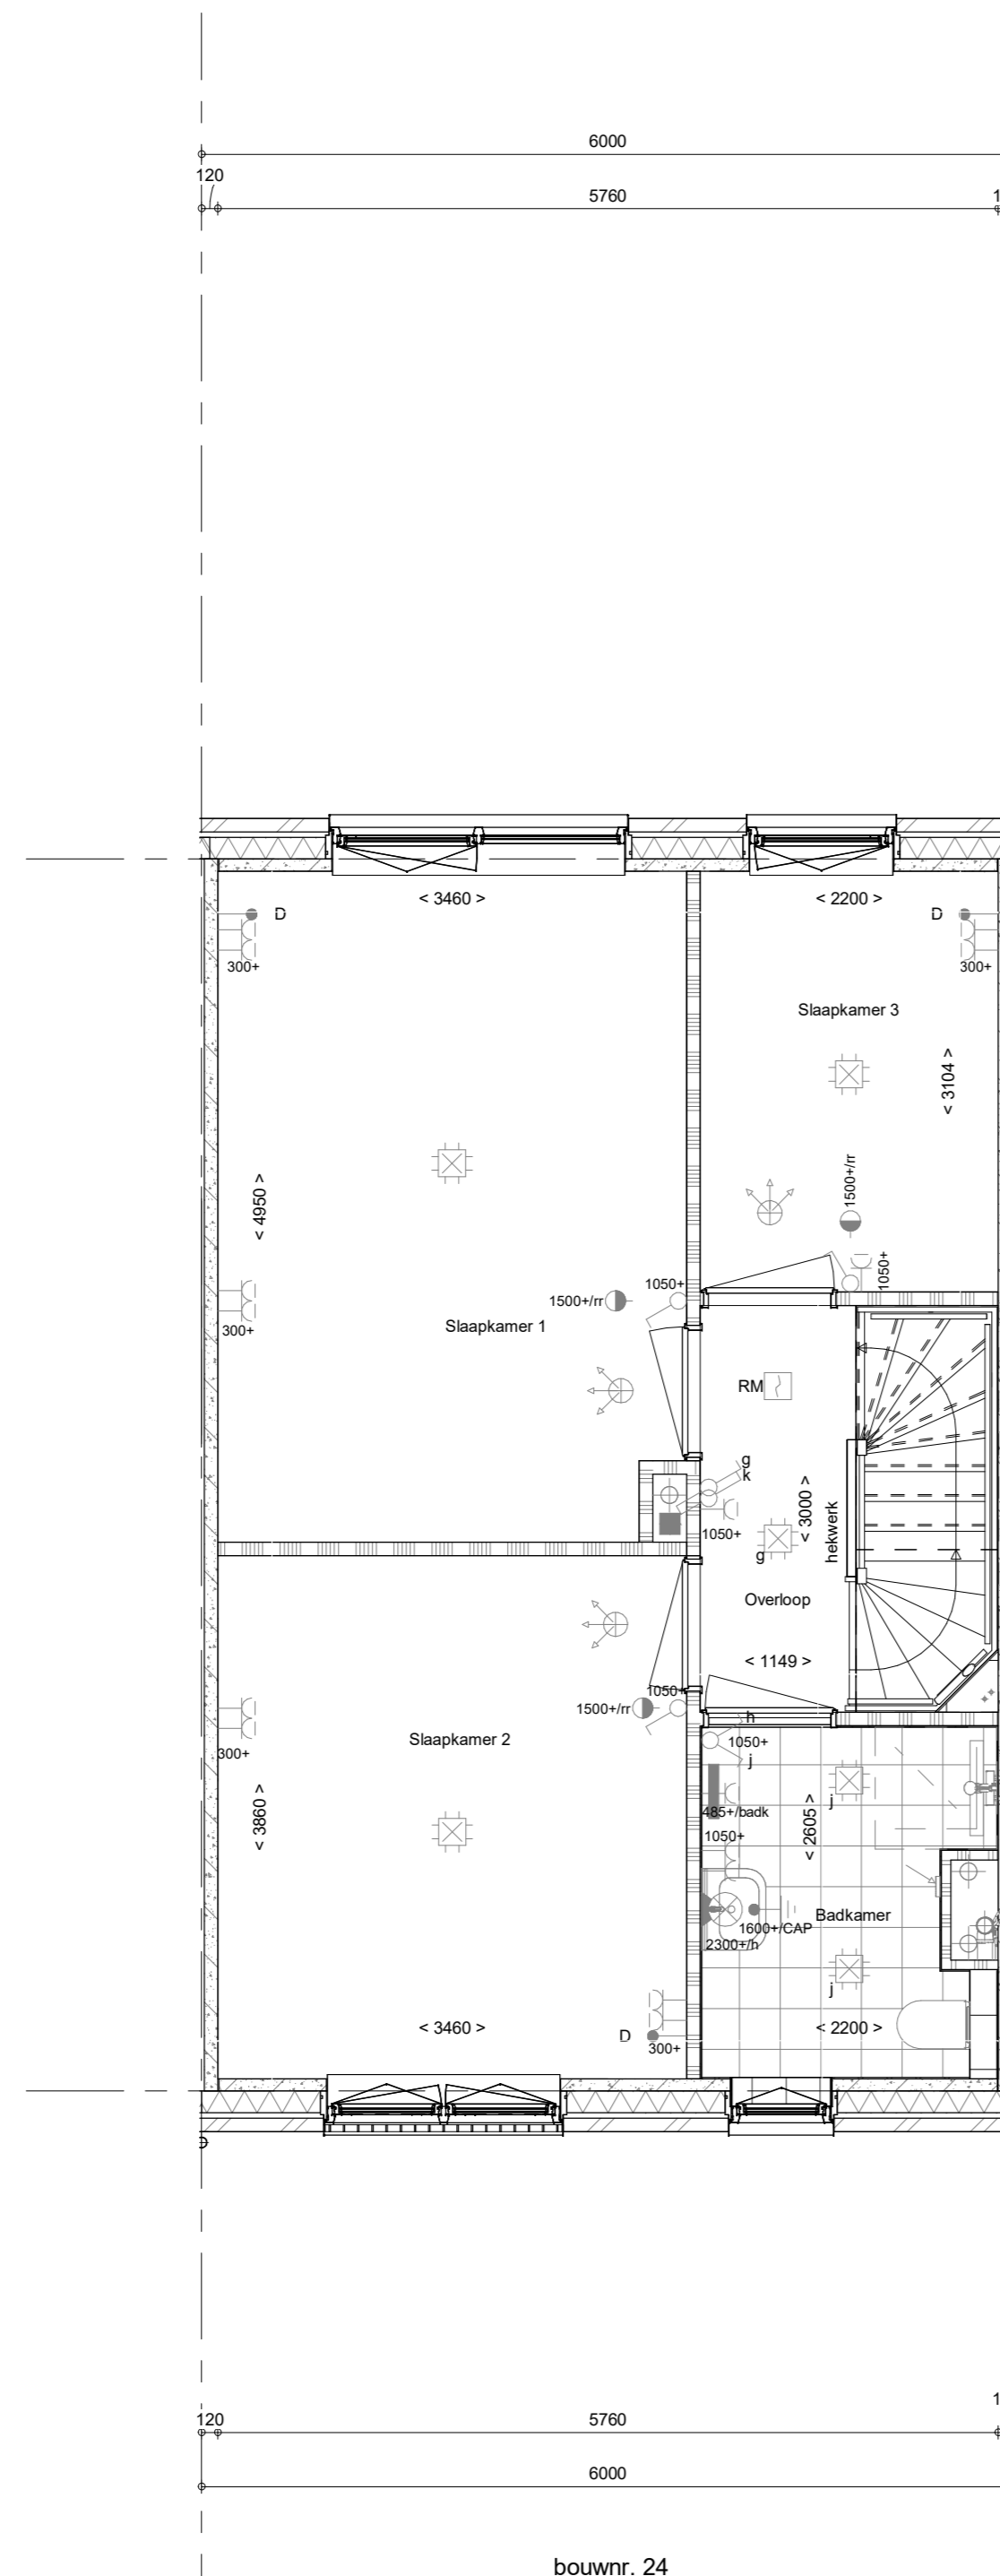 6000
120
5760
1
< 3460 >
< 2200 >
D
D
300+
300+
Slaapkamer 3
< 3104 >
1500+/rr
< 4950 >
1050+
1050+
1500+/rr
300+
Slaapkamer 1
RM
g
k
< 3000 >
1050+
hekwerk
g
Overloop
< 1149 >
1050+
1500+/rr
h
1050+
Slaapkamer 2
300+
j
< 3860 >
485+/badk
j
< 2605 >
1050+
Badkamer
1600+/CAP
2300+/h
j
< 3460 >
D
< 2200 >
300+
1
120
5760
6000
bouwnr. 24